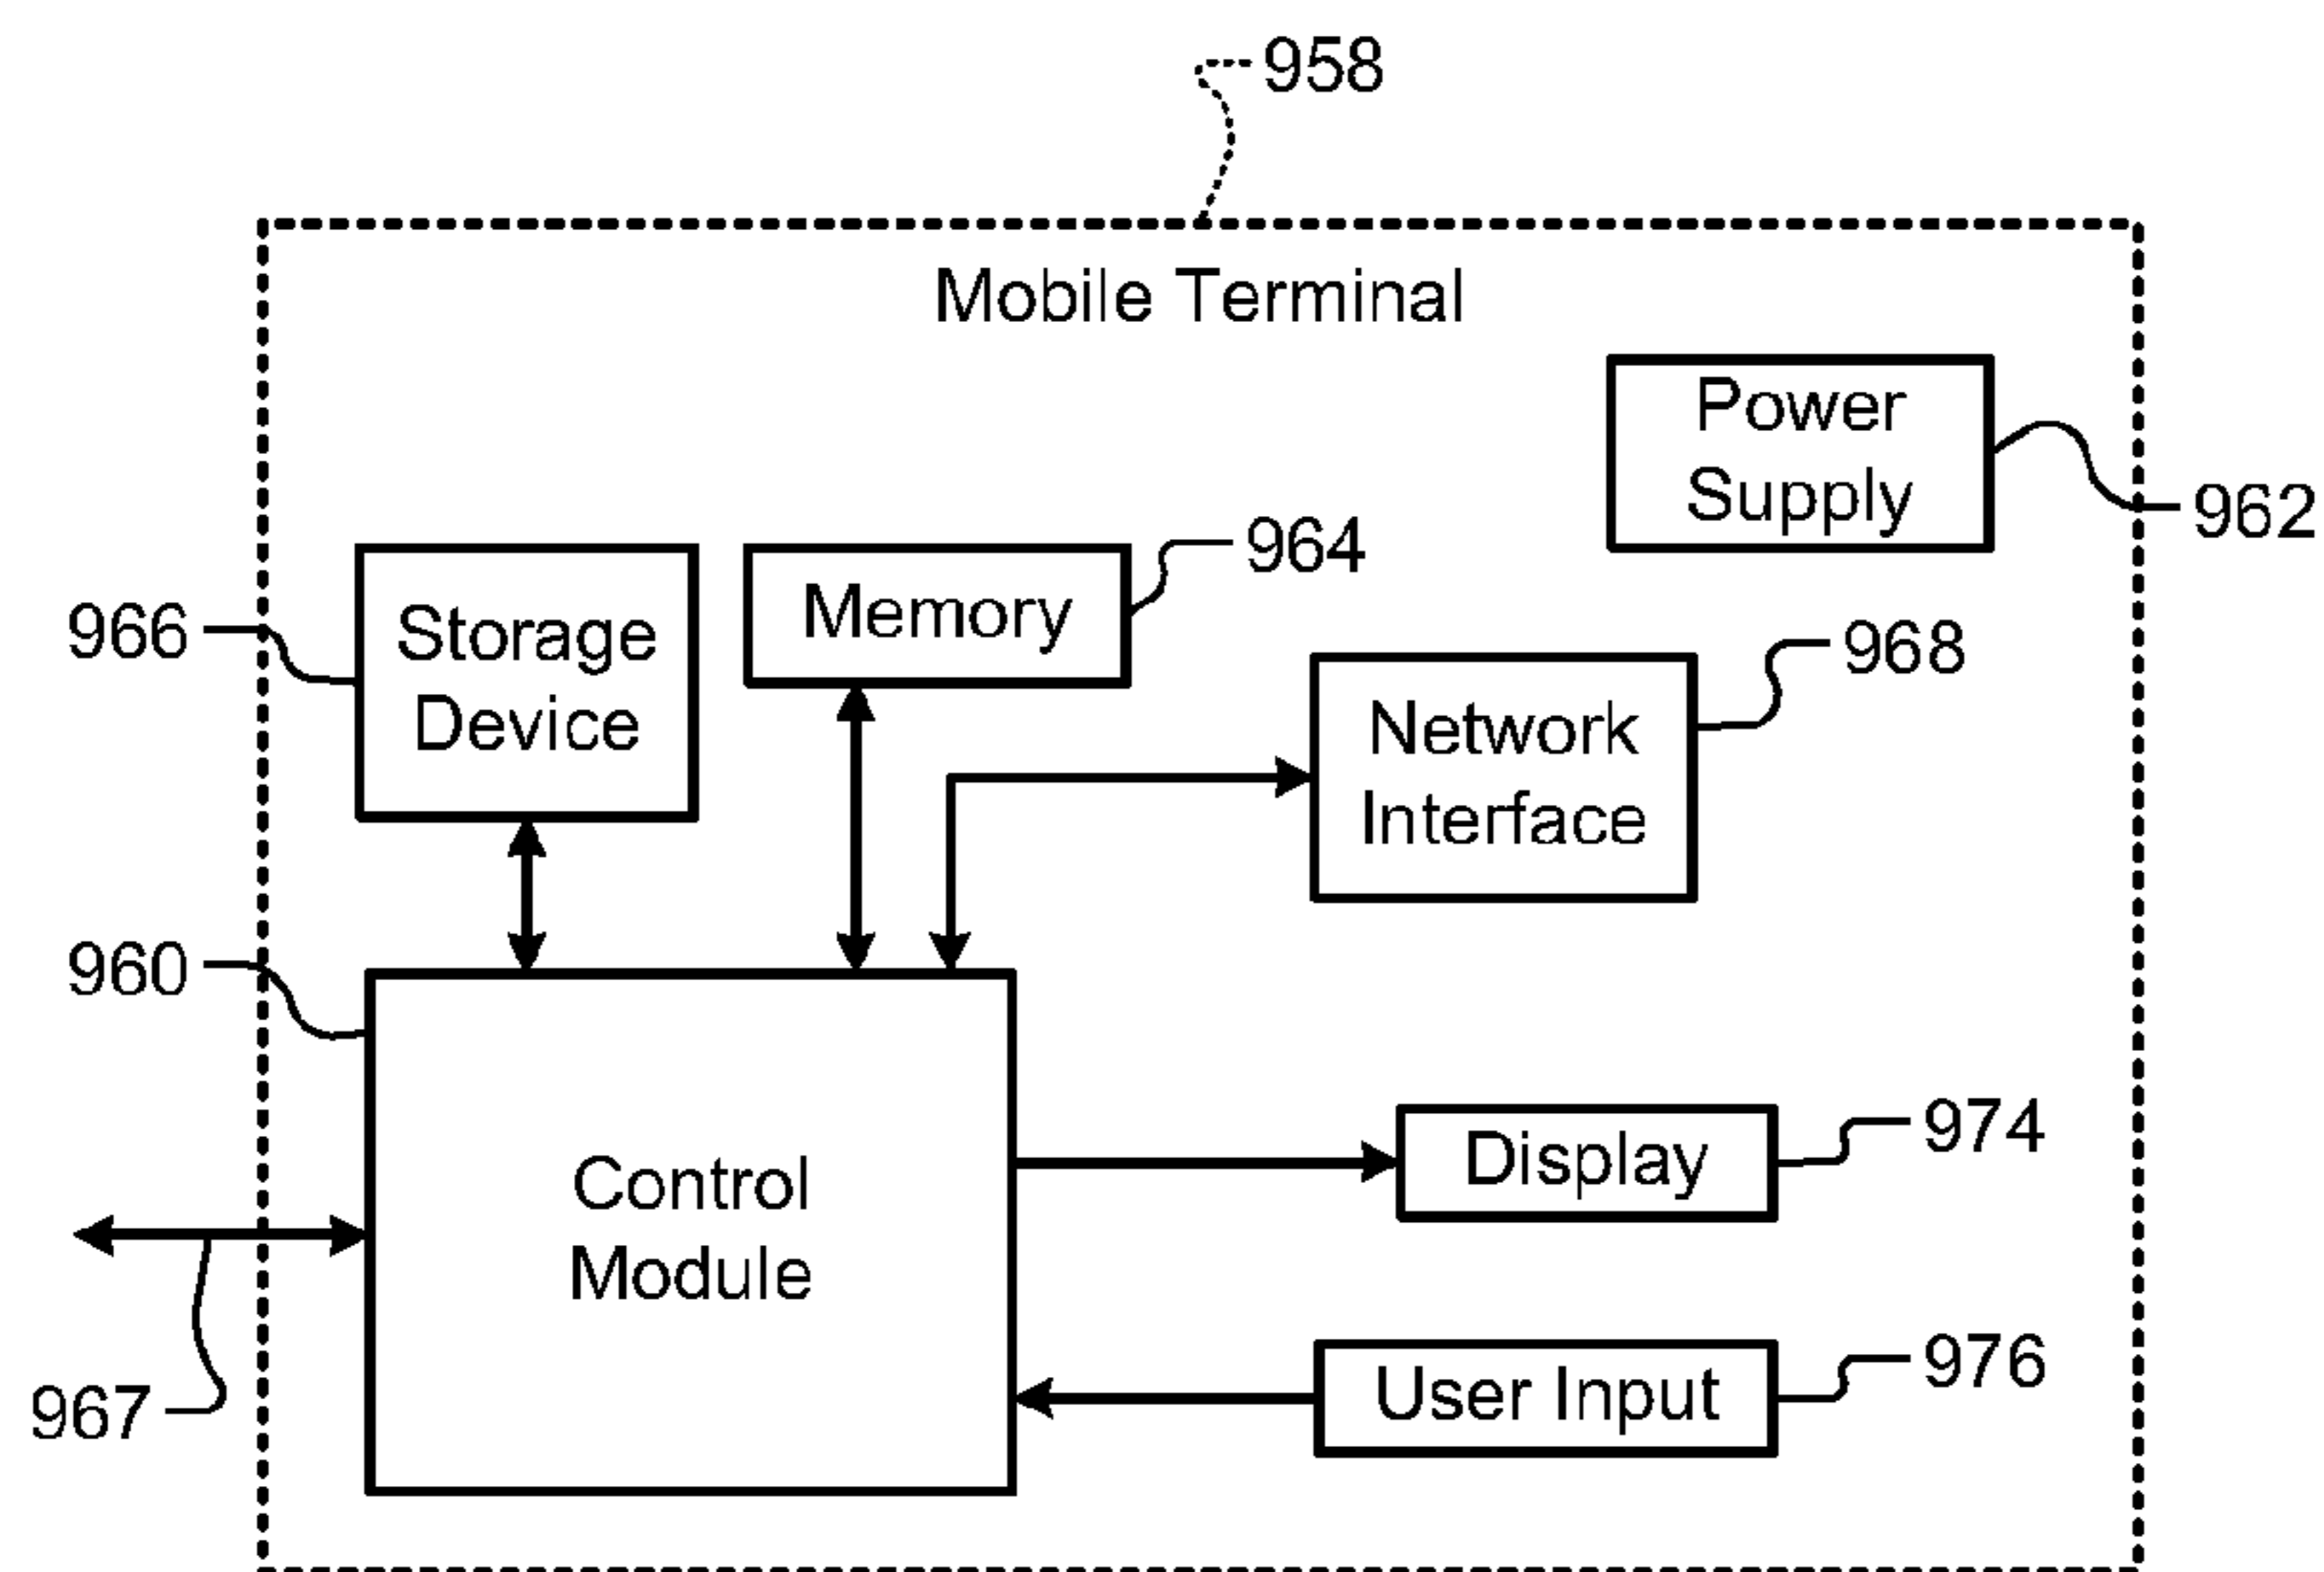 958
Mobile Terminal
Power
Supply
962
964
Memory
966
Storage
Device
968
Network
Interface
960
Control
Module
974
Display
967
976
User Input